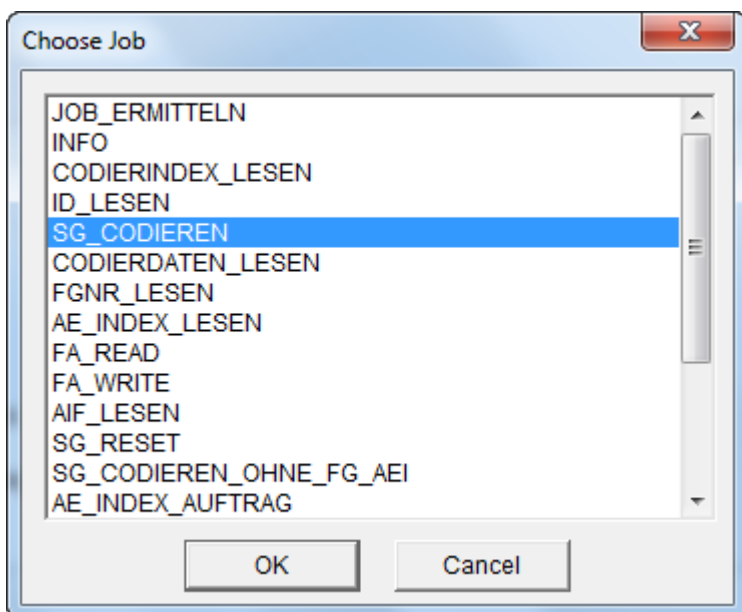 Choose Job
JOB_ERMITTELN
INFO
CODIERINDEX_LESEN
ID_LESEN
SG_CODIEREN
CODIERDATEN_LESEN
FGNR_LESEN
AE_INDEX_LESEN
FA_READ
FA_WRITE
AIF_LESEN
SG_RESET
SG_CODIEREN_OHNE_FG_AEI
AE_INDEX_AUFTRAG
OK Cancel